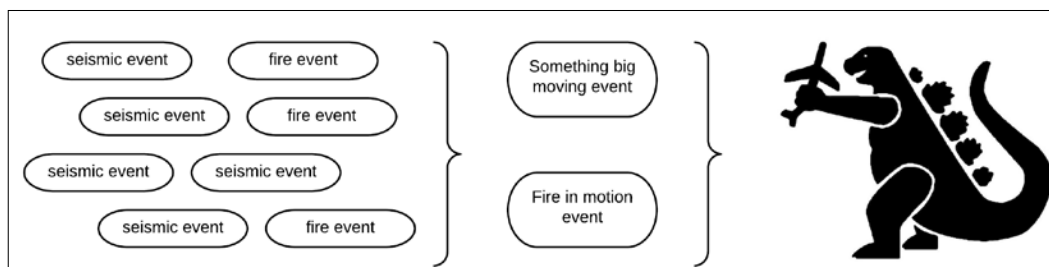 seismic event
fire event
seismic event
fire event
seismic event
seismic event
seismic event
fire event
Something big
moving event
Fire in motion
event